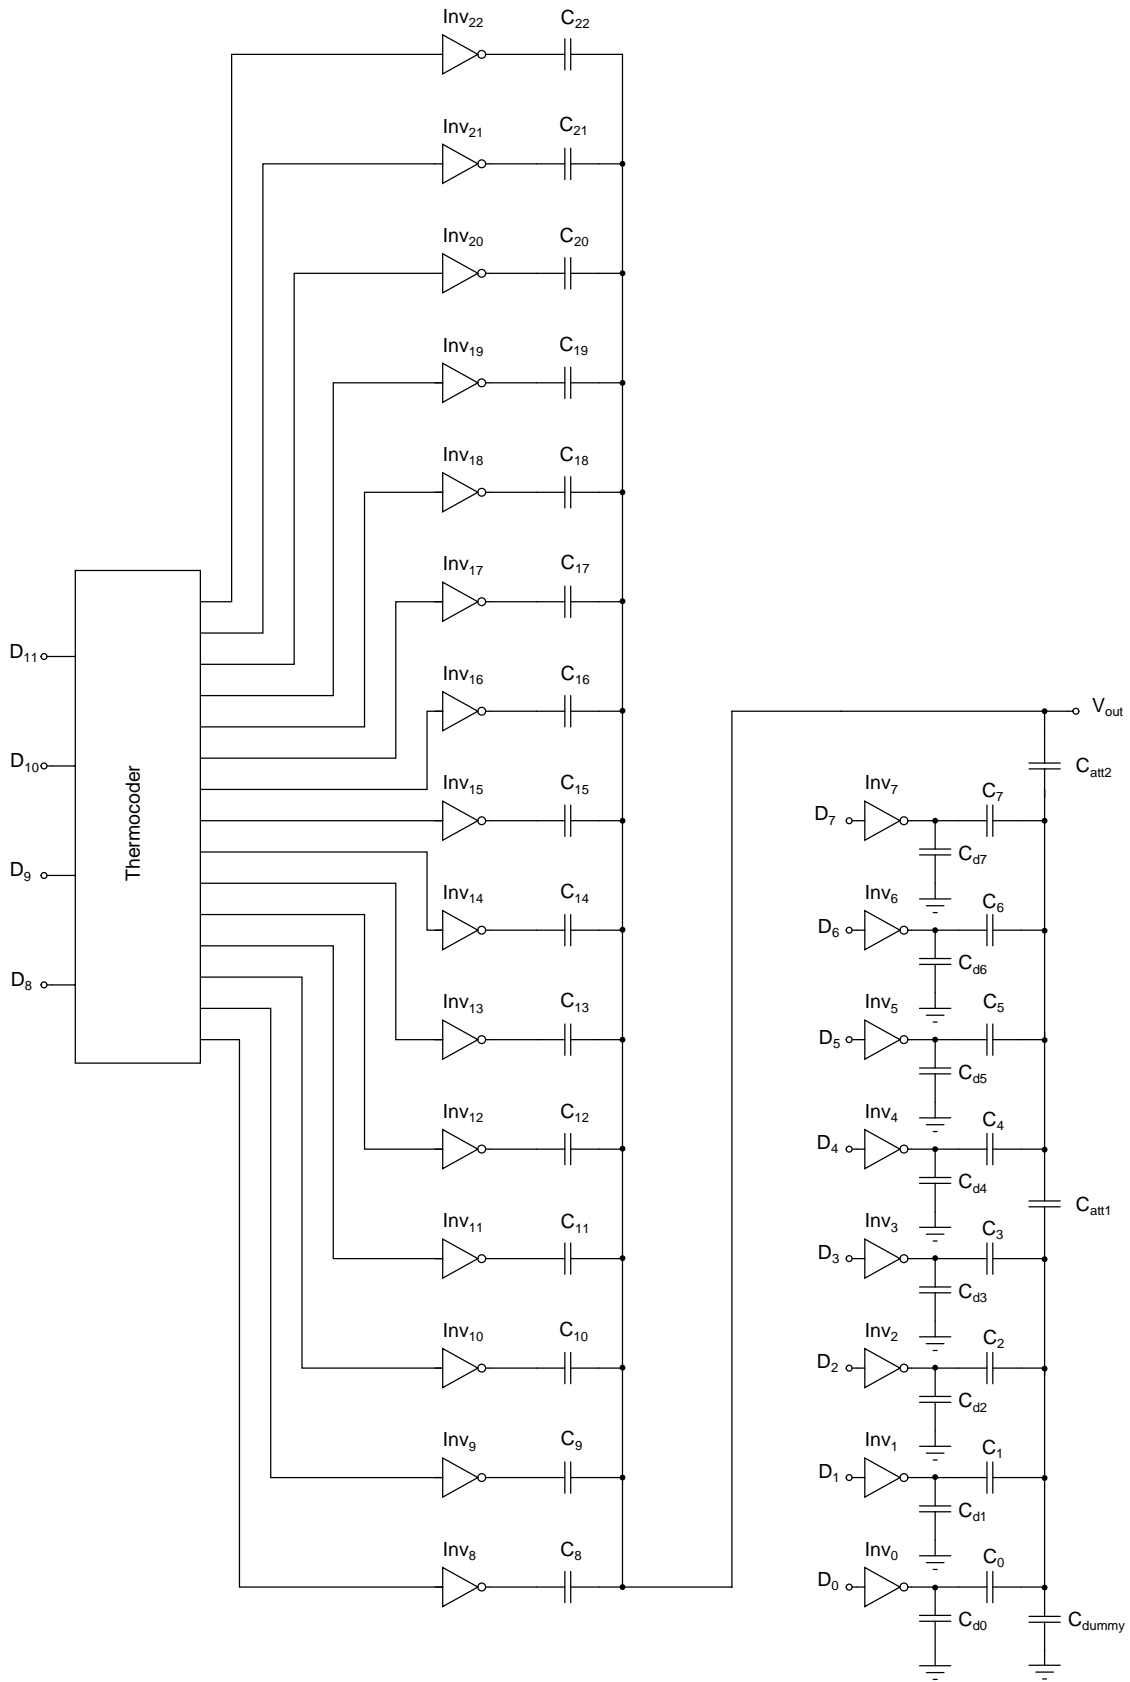 Inv22 C22
Inv21 C21
Inv20 C20
Inv19 C19
Inv18 C18
Inv17 C17
D11
Inv16 C16
Vout
D10
Thermocoder
Catt2
Inv15 C15
Inv7 C7
D7
Cd7
D9
Inv14 C14
Inv6 C6
D6
Cd6
D8
Inv13 C13
Inv5 C5
D5
Cd5
Inv12 C12
Inv4 C4
D4
Cd4
Catt1
Inv11 C11
Inv3 C3
D3
Cd3
Inv10 C10
Inv2 C2
D2
Cd2
Inv9 C9
Inv1 C1
D1
Cd1
Inv8 C8
Inv0 C0
D0
Cd0
Cdummy